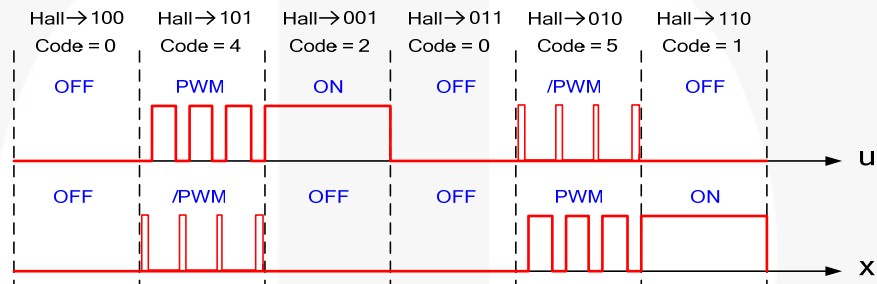 Hall→100 Hall→101 Hall→001 Hall→011 Hall→010 Hall→110
Code = 0 Code = 4 Code = 2 Code = 0 Code = 5 Code = 1
OFF PWM ON OFF /PWM OFF
u
OFF /PWM OFF OFF PWM ON
x